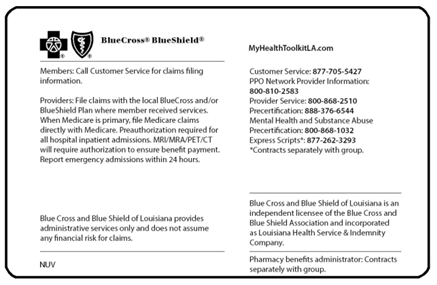 BlueCross® BlueShield®
Members: Call Customer Service for claims filing
information.
Providers: File claims with the local BlueCross and/or
BlueShield Plan where member received services.
When Medicare is primary, file Medicare claims
directly with Medicare. Preauthorization required for
all hospital inpatient admissions. MRI/MRA/PET/CT
will require authorization to ensure benefit payment.
Report emergency admissions within 24 hours.
Blue Cross and Blue Shield of Louisiana provides
administrative services only and does not assume
any financial risk for claims.
NUV
MyHealthToolkitLA.com
Customer Service: 877-705-5427
PPO Network Provider Information:
800-810-2583
Provider Service: 800-868-2510
Precertification: 888-376-6544
Mental Health and Substance Abuse
Precertification: 800-868-1032
Express Scripts*: 877-262-3293
*Contracts separately with group.
Blue Cross and Blue Shield of Louisiana is an
independent licensee of the Blue Cross and
Blue Shield Association and incorporated
as Louisiana Health Service & Indemnity
Company.
Pharmacy benefits administrator: Contracts
separately with group.